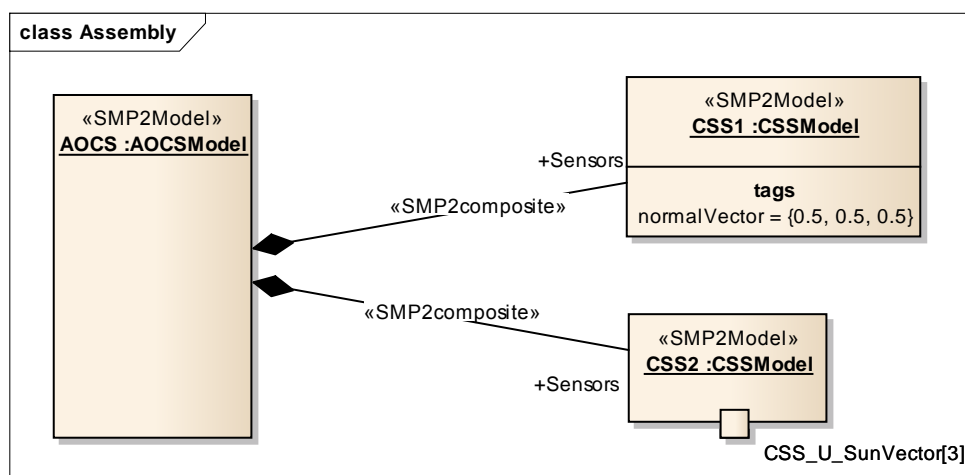 class Assembly
«SMP2Model»
AOCS :AOCSModel
«SMP2Model»
CSS1 :CSSModel
tags
normalVector = {0.5, 0.5, 0.5}
+Sensors
«SMP2composite»
«SMP2composite»
+Sensors
«SMP2Model»
CSS2 :CSSModel
CSS_U_SunVector[3]